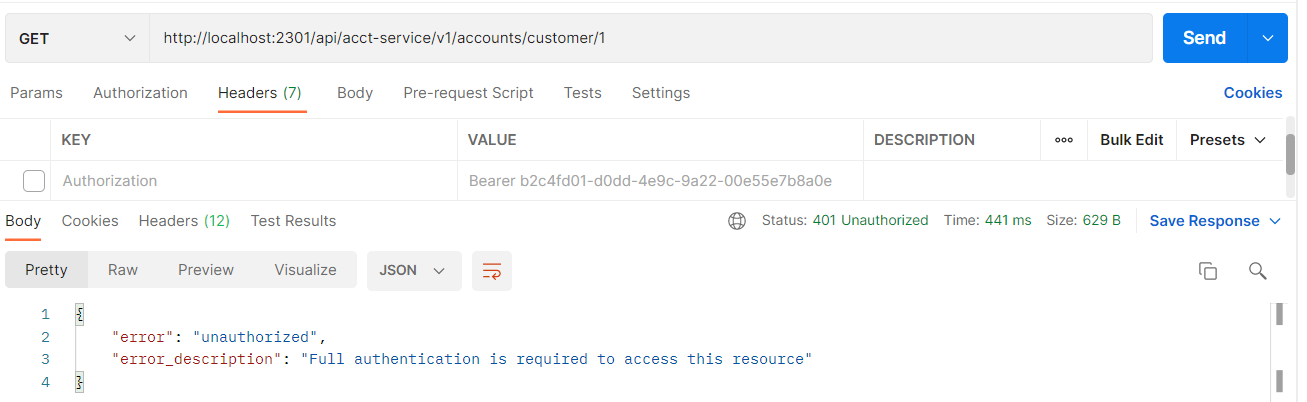 GET http://localhost:2301/api/acct-service/v1/accounts/customer/1 Send
Params Authorization Headers (7) Body Pre-request Script Tests Settings Cookies
KEY VALUE DESCRIPTION ooo Bulk Edit Presets
Authorization Bearer b2c4fd01-d0dd-4e9c-9a22-00e55e7b8a0e
Body Cookies Headers (12) Test Results Status: 401 Unauthorized Time: 441 ms Size: 629 B Save Response
Pretty Raw Preview Visualize JSON
1 {
2 "error": "unauthorized",
3 "error_description": "Full authentication is required to access this resource"
4 }